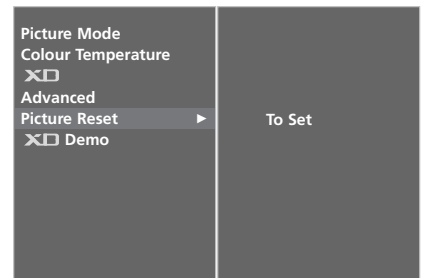 Picture Mode
Colour Temperature
XD
Advanced
Picture Reset ► To Set
XD Demo